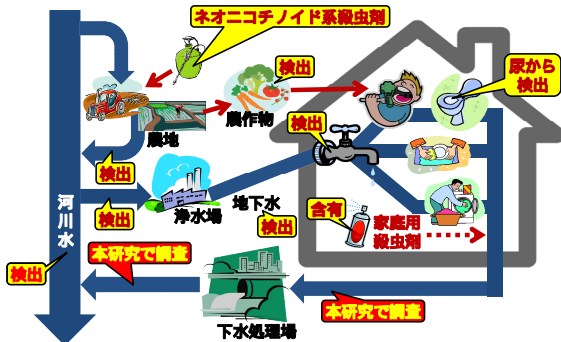 ネオニコチノイド系殺虫剤
検出
農作物
尿から
検出
農地
検出
検出
河川水
検出
浄水場
地下水
検出
含有
家庭用
殺虫剤
検出
本研究で調査
本研究で調査
下水処理場